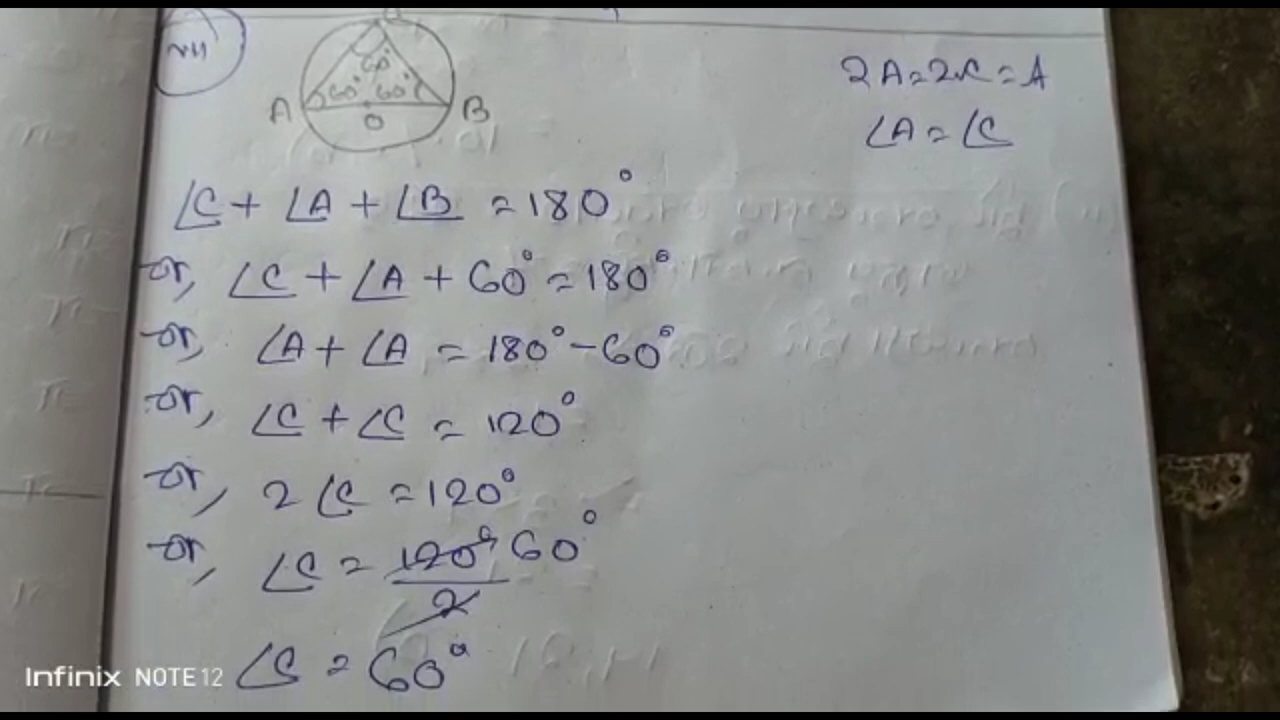 60°
60° 60°
A O B
2A = 2C = A
∠A = ∠C
∠C + ∠A + ∠B = 180°
or, ∠C + ∠A + 60° = 180°
or, ∠A + ∠A = 180° - 60°
or, ∠C + ∠C = 120°
or, 2∠C = 120°
or, ∠C = 120°/2 60°
∠C = 60°
Infinix NOTE 12